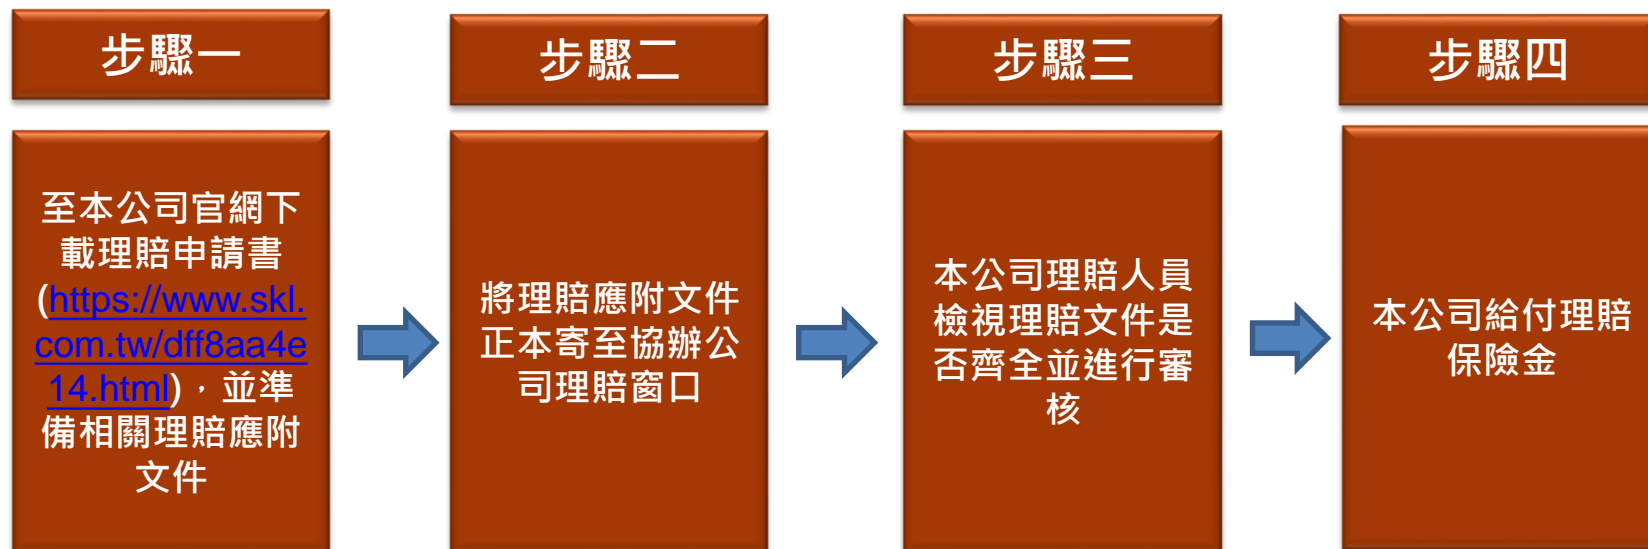 步驟一
至本公司官網下
載理賠申請書
(https://www.skl.
com.tw/dff8aa4e
14.html)，並準
備相關理賠應附
文件
步驟二
將理賠應附文件
正本寄至協辦公
司理賠窗口
步驟三
本公司理賠人員
檢視理賠文件是
否齊全並進行審
核
步驟四
本公司給付理賠
保險金